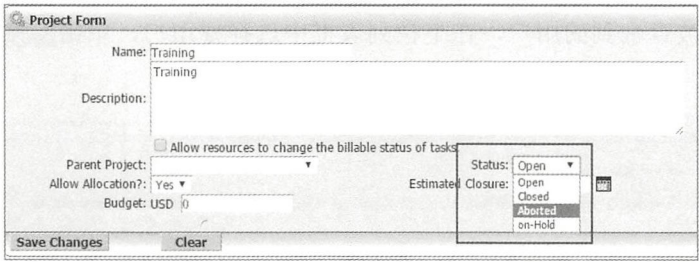 Project Form
Name: Training
Description: Training
Allow resources to change the billable status of tasks
Parent Project:
Status: Open
Allow Allocation?: Yes
Estimated Closure:
Open
Closed
Aborted
on-Hold
Budget: USD 0
Save Changes
Clear